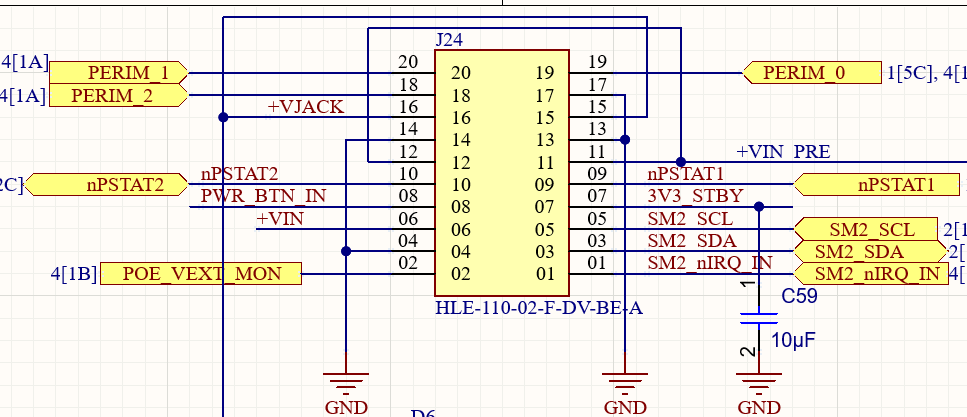 J24
4[1A] PERIM_1 20 20 19 19 PERIM_0 1[5C], 4[1
4[1A] PERIM_2 18 18 17 17
+VJACK 16 16 15 15
14 14 13 13
12 12 11 11 +VIN_PRE
2C] nPSTAT2 nPSTAT2 10 10 09 09 nPSTAT1 nPSTAT1
PWR_BTN_IN 08 08 07 07 3V3_STBY
+VIN 06 06 05 05 SM2_SCL SM2_SCL 2[1
04 04 03 03 SM2_SDA SM2_SDA 2[
4[1B] POE_VEXT_MON 02 02 01 01 SM2_nIRQ_IN SM2_nIRQ_IN 4[
HLE-110-02-F-DV-BE-A
1 C59
10µF
2
GND GND GND
D6